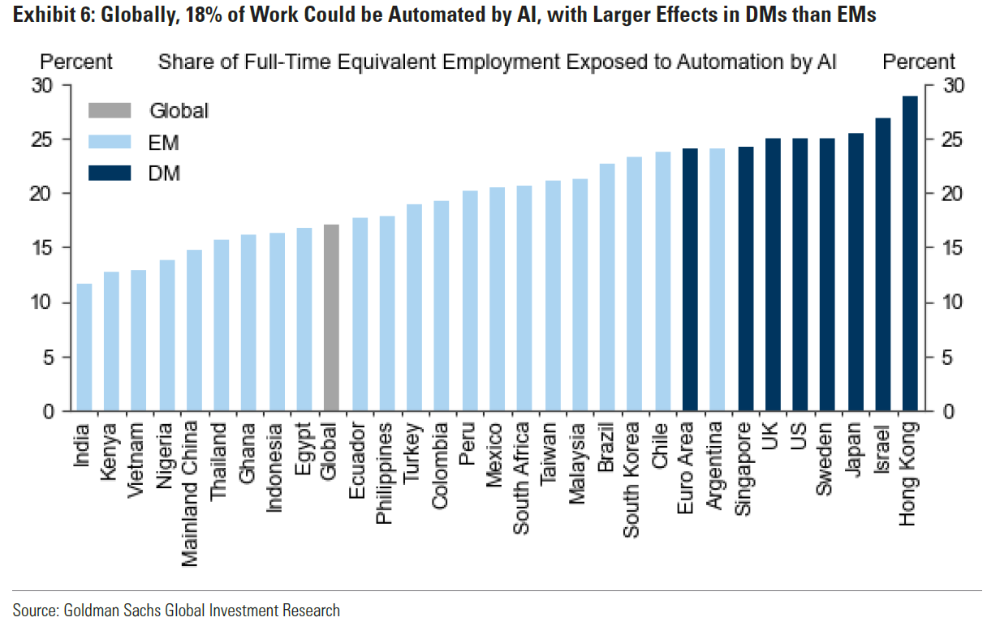 Exhibit 6: Globally, 18% of Work Could be Automated by AI, with Larger Effects in DMs than EMs
Percent Share of Full-Time Equivalent Employment Exposed to Automation by AI Percent
30 30
Global
25 EM 25
DM
20 20
15 15
10 10
5 5
0 0
India Kenya Vietnam Nigeria Mainland China Thailand Ghana Indonesia Egypt Global Ecuador Philippines Turkey Colombia Peru Mexico South Africa Taiwan Malaysia Brazil South Korea Chile Euro Area Argentina Singapore UK US Sweden Japan Israel Hong Kong
Source: Goldman Sachs Global Investment Research